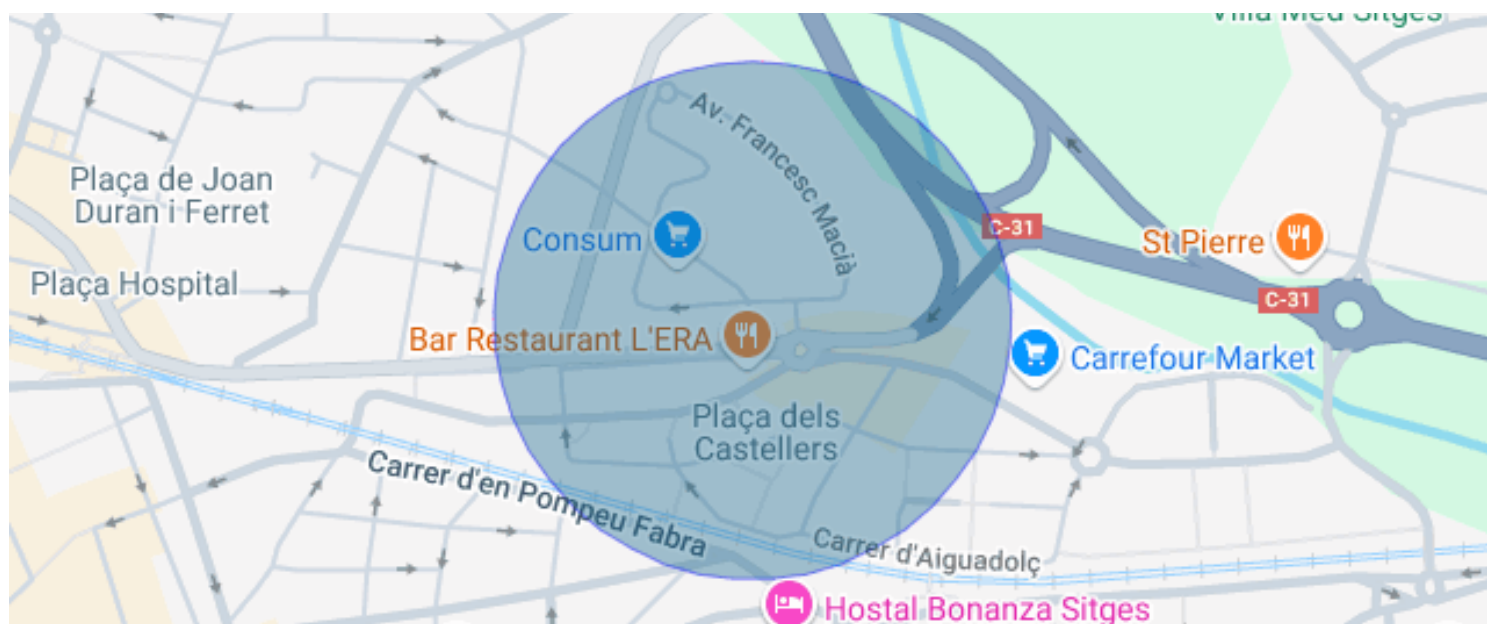 Villa Med Sitges
Av. Francesc Macià
Plaça de Joan
Duran i Ferret
Consum
C-31
St Pierre
Plaça Hospital
C-31
Bar Restaurant L'ERA
Carrefour Market
Plaça dels
Castellers
Carrer d'en Pompeu Fabra
Carrer d'Aiguadolç
Hostal Bonanza Sitges